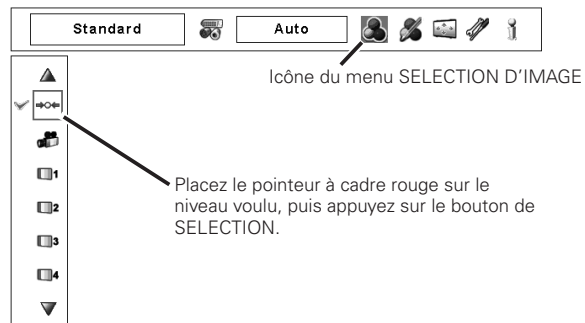 Standard
Auto
Icône du menu SELECTION D'IMAGE
Placez le pointeur à cadre rouge sur le
niveau voulu, puis appuyez sur le bouton de
SELECTION.
1
2
3
4